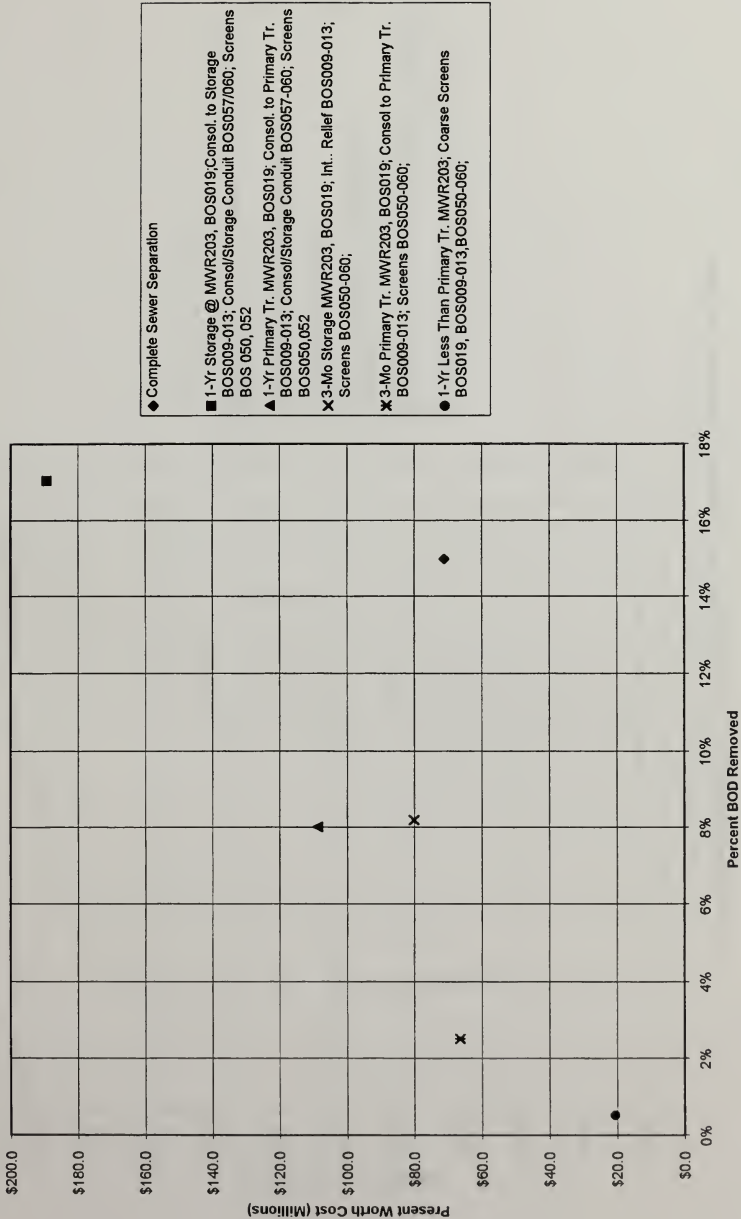 $200.0
$180.0
$160.0
$140.0
$120.0
$100.0
$80.0
$60.0
$40.0
$20.0
$0.0
Present Worth Cost (Millions)
0%
2%
4%
6%
8%
10%
12%
14%
16%
18%
Percent BOD Removed
◆ Complete Sewer Separation
■ 1-Yr Storage @ MWR203, BOS019;Consol. to Storage
BOS009-013; Consol/Storage Conduit BOS057/060; Screens
BOS 050, 052
▲ 1-Yr Primary Tr. MWR203, BOS019; Consol. to Primary Tr.
BOS009-013; Consol/Storage Conduit BOS057-060; Screens
BOS050,052
✕ 3-Mo Storage MWR203, BOS019; Int.. Relief BOS009-013;
Screens BOS050-060;
ж 3-Mo Primary Tr. MWR203, BOS019; Consol to Primary Tr.
BOS009-013; Screens BOS050-060;
● 1-Yr Less Than Primary Tr. MWR203; Coarse Screens
BOS019, BOS009-013,BOS050-060;